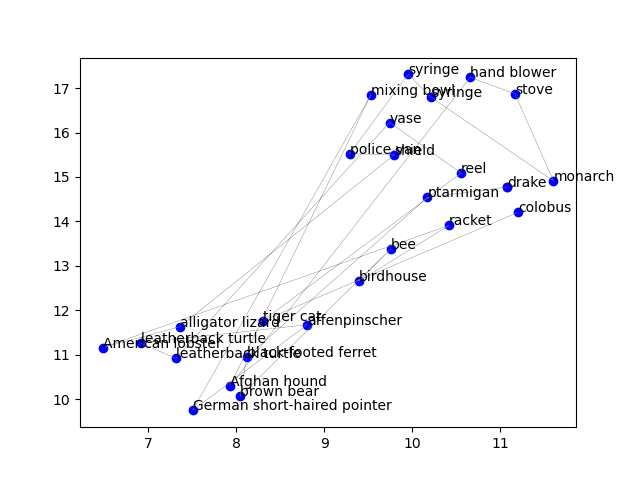 syringe
hand blower
mixing bowl
syringe
stove
vase
police van
shield
reel
monarch
drake
ptarmigan
colobus
racket
bee
birdhouse
tiger cat
affenpinscher
alligator lizard
leatherback turtle
American lobster
leatherback turtle
black-footed ferret
Afghan hound
brown bear
German short-haired pointer
17
16
15
14
13
12
11
10
7
8
9
10
11